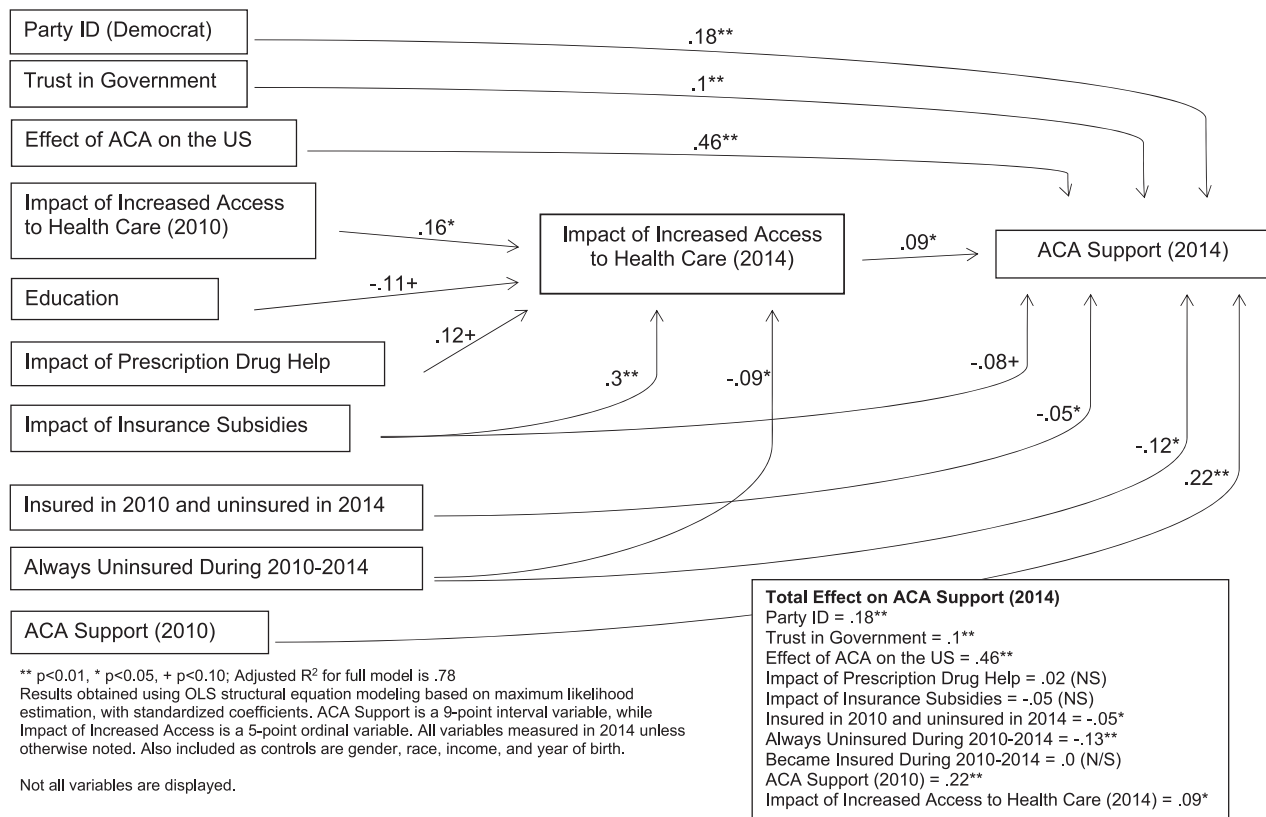 Party ID (Democrat)
.18**
Trust in Government
.1**
Effect of ACA on the US
.46**
Impact of Increased Access
to Health Care (2010)
.16*
Impact of Increased Access
to Health Care (2014)
.09*
ACA Support (2014)
Education
-.11+
Impact of Prescription Drug Help
.12+
Impact of Insurance Subsidies
.3**
-.09*
-.08+
-.05*
-.12*
.22**
Insured in 2010 and uninsured in 2014
Always Uninsured During 2010-2014
ACA Support (2010)
** p<0.01, * p<0.05, + p<0.10; Adjusted R² for full model is .78
Results obtained using OLS structural equation modeling based on maximum likelihood
estimation, with standardized coefficients. ACA Support is a 9-point interval variable, while
Impact of Increased Access is a 5-point ordinal variable. All variables measured in 2014 unless
otherwise noted. Also included as controls are gender, race, income, and year of birth.
Not all variables are displayed.
Total Effect on ACA Support (2014)
Party ID = .18**
Trust in Government = .1**
Effect of ACA on the US = .46**
Impact of Prescription Drug Help = .02 (NS)
Impact of Insurance Subsidies = -.05 (NS)
Insured in 2010 and uninsured in 2014 = -.05*
Always Uninsured During 2010-2014 = -.13**
Became Insured During 2010-2014 = .0 (N/S)
ACA Support (2010) = .22**
Impact of Increased Access to Health Care (2014) = .09*